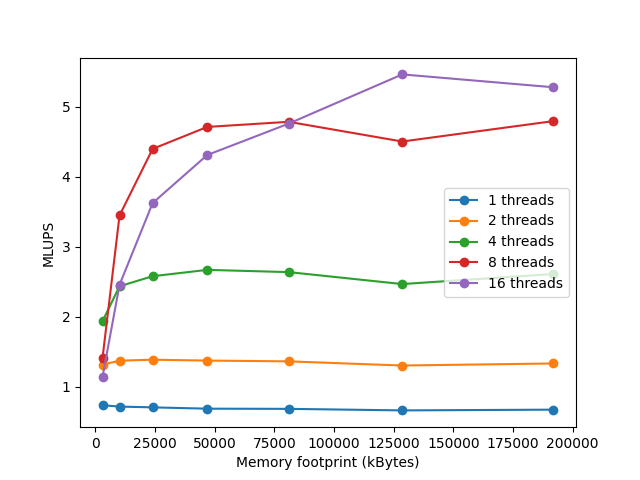 MLUPS
5
4
3
2
1
1 threads
2 threads
4 threads
8 threads
16 threads
0 25000 50000 75000 100000 125000 150000 175000 200000
Memory footprint (kBytes)